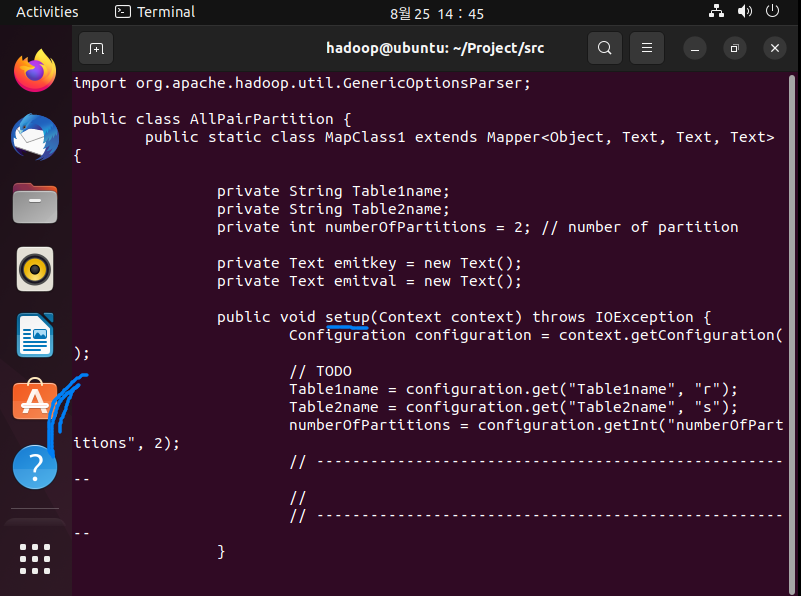 Activities Terminal 8월 25 14 : 45
hadoop@ubuntu: ~/Project/src
import org.apache.hadoop.util.GenericOptionsParser;
public class AllPairPartition {
public static class MapClass1 extends Mapper<Object, Text, Text, Text>
{
private String Table1name;
private String Table2name;
private int numberOfPartitions = 2; // number of partition
private Text emitkey = new Text();
private Text emitval = new Text();
public void setup(Context context) throws IOException {
Configuration configuration = context.getConfiguration(
);
// TODO
Table1name = configuration.get("Table1name", "r");
Table2name = configuration.get("Table2name", "s");
numberOfPartitions = configuration.getInt("numberOfPart
itions", 2);
// ----------------------------------------------------
--
//
// ----------------------------------------------------
--
}